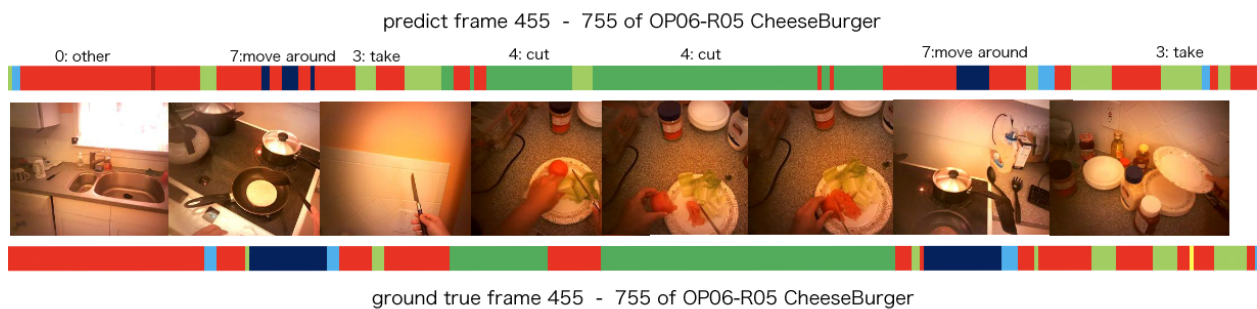 predict frame 455 - 755 of OP06-R05 CheeseBurger
0: other
7:move around
3: take
4: cut
4: cut
7:move around
3: take
ground true frame 455 - 755 of OP06-R05 CheeseBurger